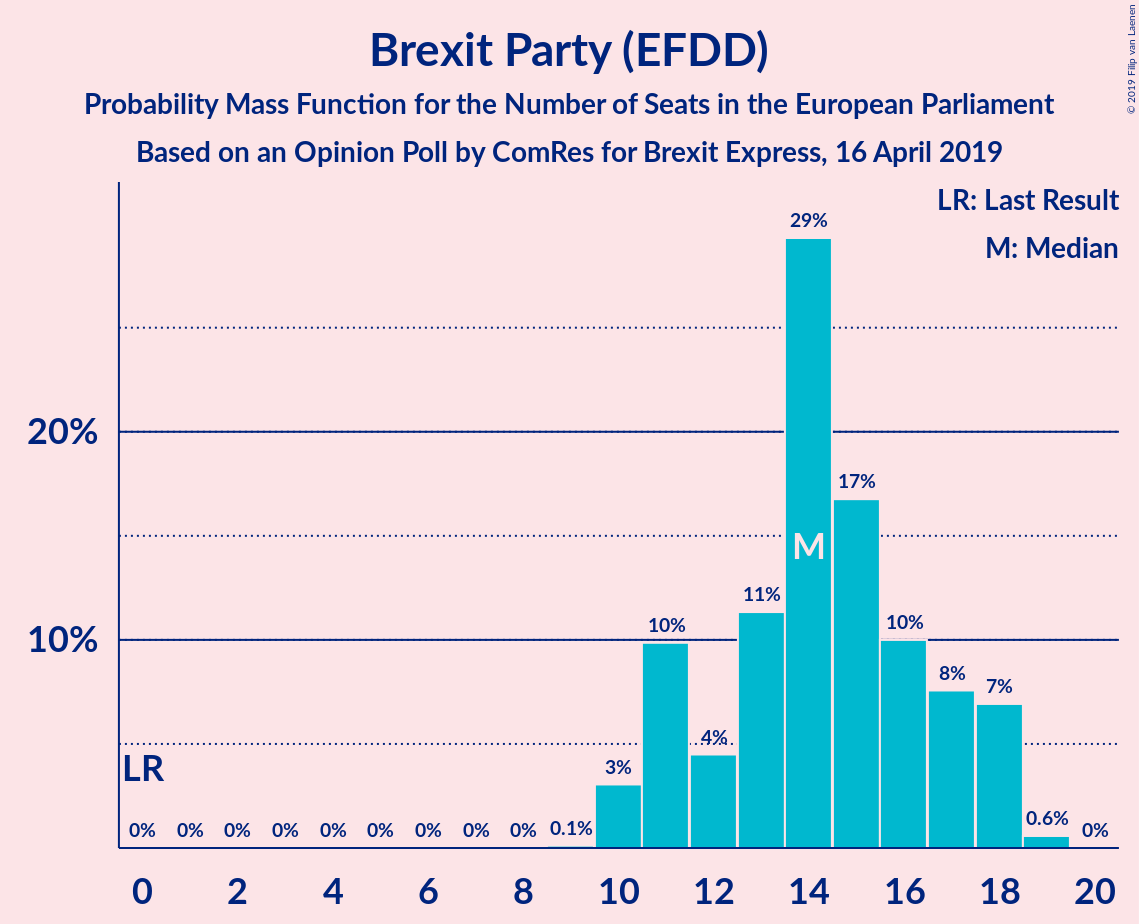 Brexit Party (EFDD)
Probability Mass Function for the Number of Seats in the European Parliament
Based on an Opinion Poll by ComRes for Brexit Express, 16 April 2019
© 2019 Filip van Laenen
LR: Last Result
M: Median
29%
20%
17%
M
11%
10%
10%
10%
8%
7%
4%
LR
3%
0% 0% 0% 0% 0% 0% 0% 0% 0% 0.1% 0.6% 0%
0 2 4 6 8 10 12 14 16 18 20